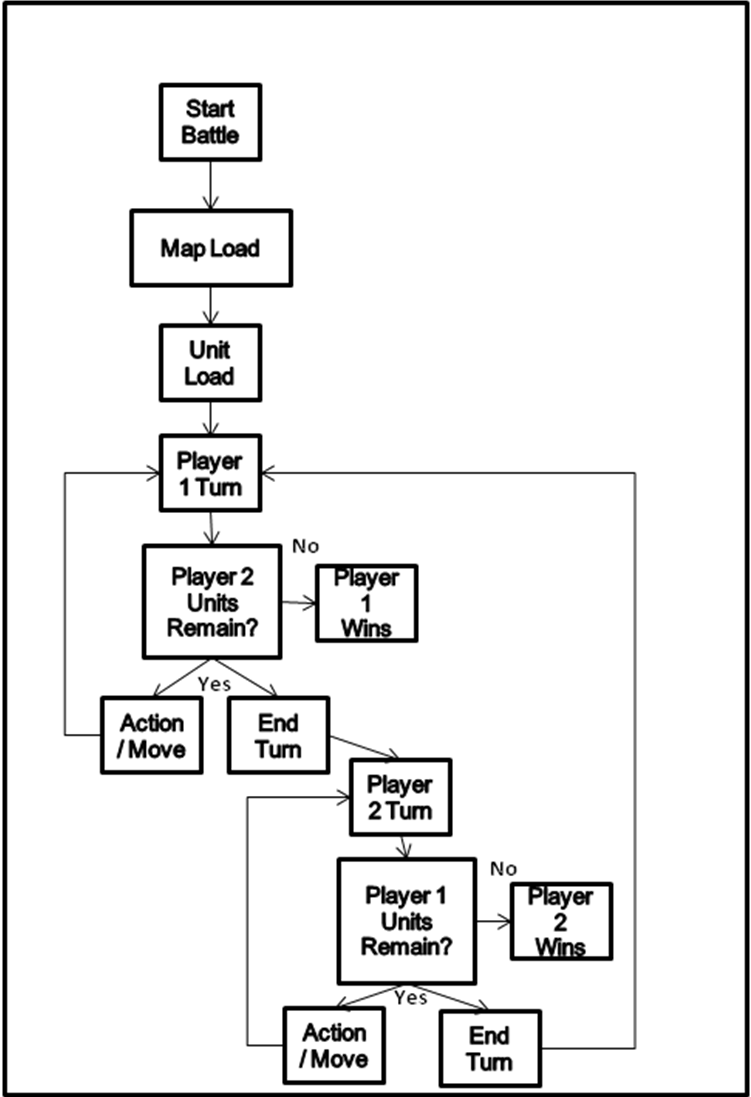 Start
Battle
Map Load
Unit
Load
Player
1 Turn
No
Player 2
Units
Remain?
Player
1
Wins
Yes
Action
/ Move
End
Turn
Player
2 Turn
No
Player 1
Units
Remain?
Player
2
Wins
Yes
Action
/ Move
End
Turn